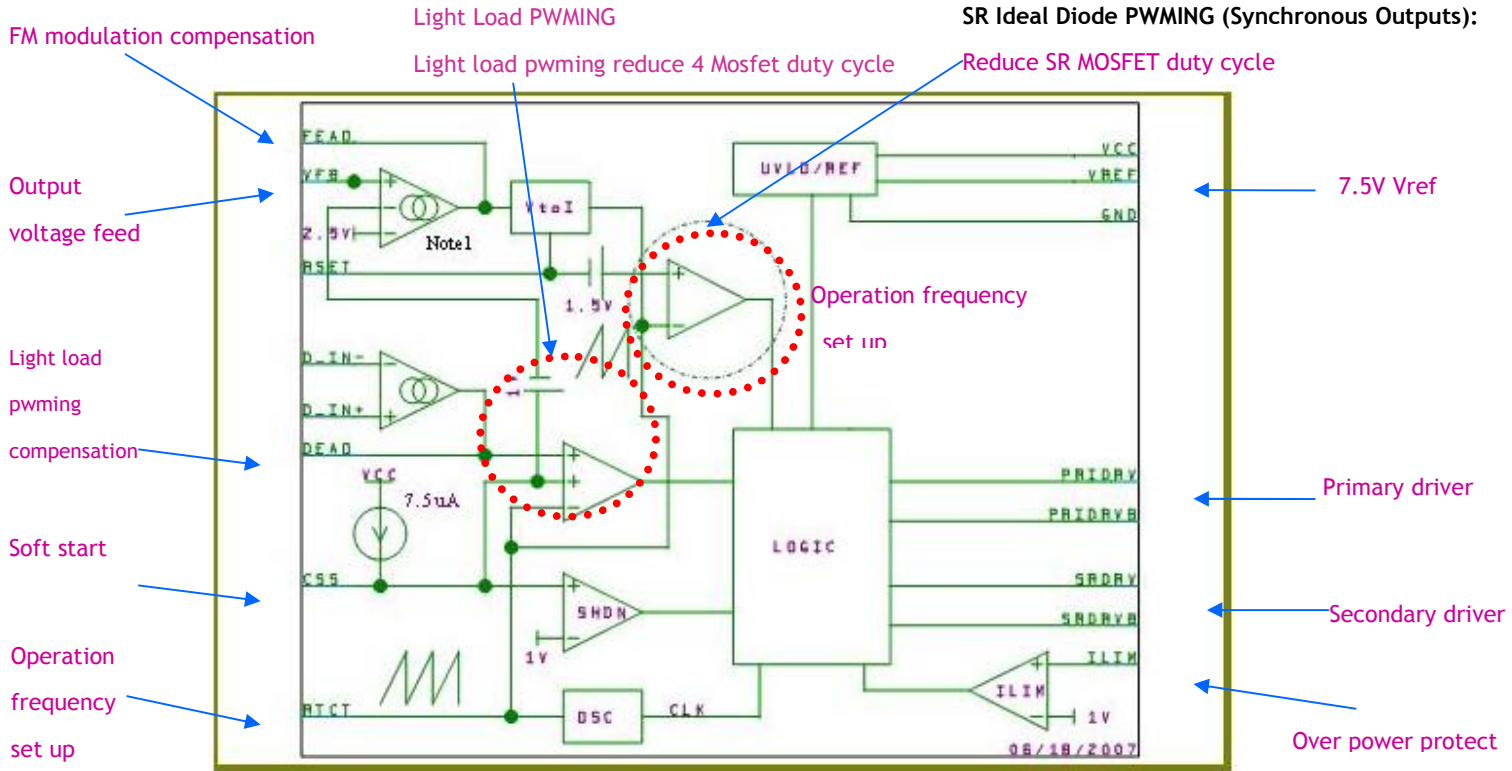 Light Load PWMING
SR Ideal Diode PWMING (Synchronous Outputs):
FM modulation compensation
Light load pwming reduce 4 Mosfet duty cycle
Reduce SR MOSFET duty cycle
FEAD
VFB
2.5V
Note1
VtoI
RSET
1.5V
UVLO/REF
VCC
VREF
GND
7.5V Vref
Output
voltage feed
Operation frequency
set up
Light load
pwming
compensation
D_IN-
D_IN+
DEAD
VCC
7.5uA
LOGIC
PRIDRV
PRIDRVB
Primary driver
Soft start
CSS
SHDN
1V
SRDRV
SRDRVB
Secondary driver
Operation
frequency
set up
RTCT
OSC
CLK
ILIM
ILIM
1V
06/18/2007
Over power protect